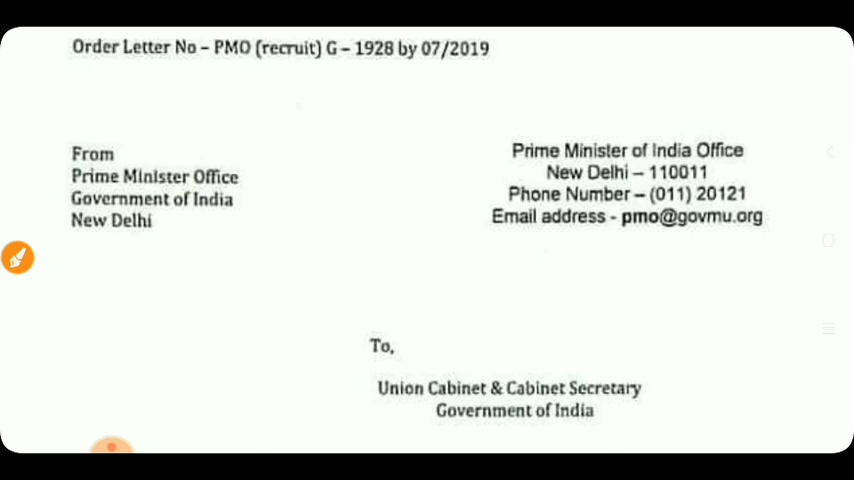 Order Letter No – PMO (recruit) G – 1928 by 07/2019
From
Prime Minister Office
Government of India
New Delhi
Prime Minister of India Office
New Delhi – 110011
Phone Number – (011) 20121
Email address - pmo@govmu.org
To,
Union Cabinet & Cabinet Secretary
Government of India